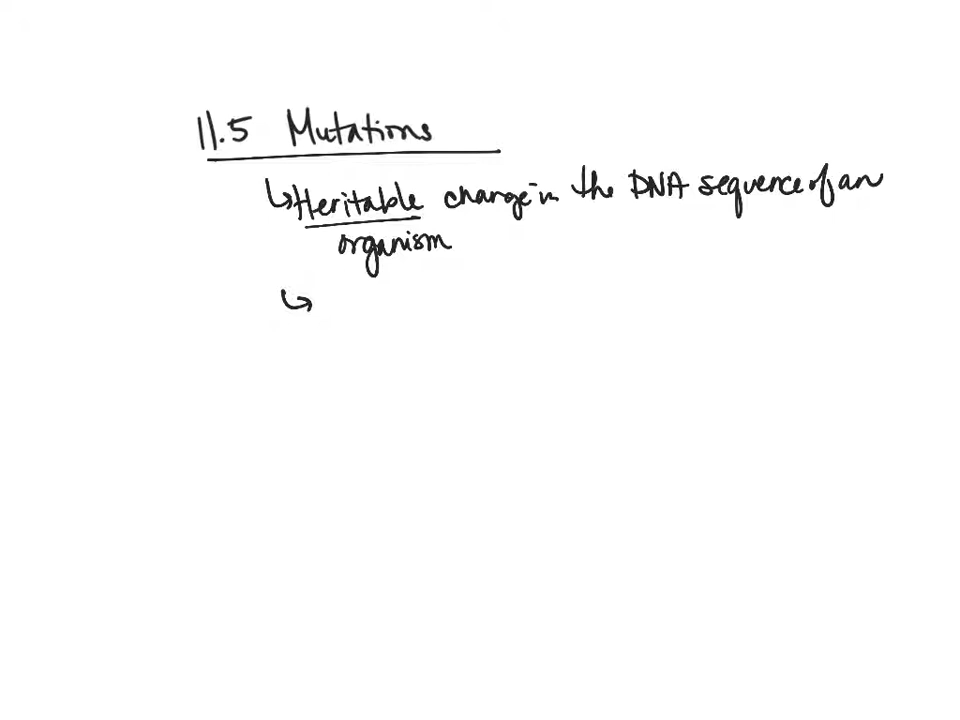 11.5 Mutations
↳ Heritable change in the DNA sequence of an
organism
↳